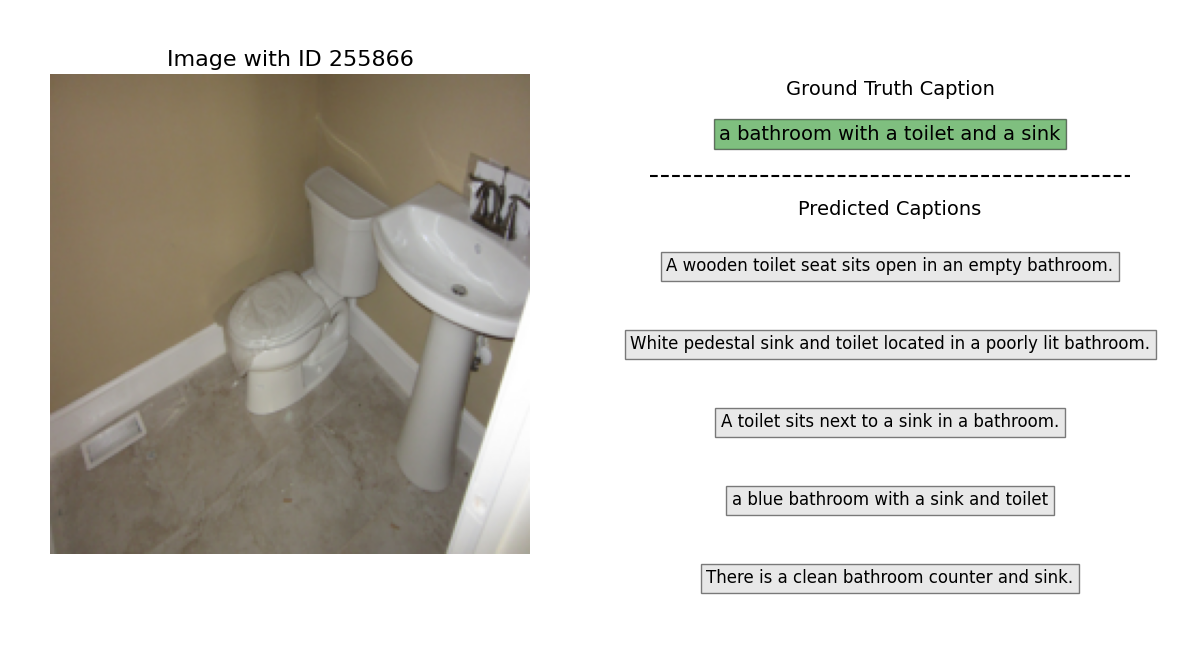 Image with ID 255866
Ground Truth Caption
a bathroom with a toilet and a sink
Predicted Captions
A wooden toilet seat sits open in an empty bathroom.
White pedestal sink and toilet located in a poorly lit bathroom.
A toilet sits next to a sink in a bathroom.
a blue bathroom with a sink and toilet
There is a clean bathroom counter and sink.